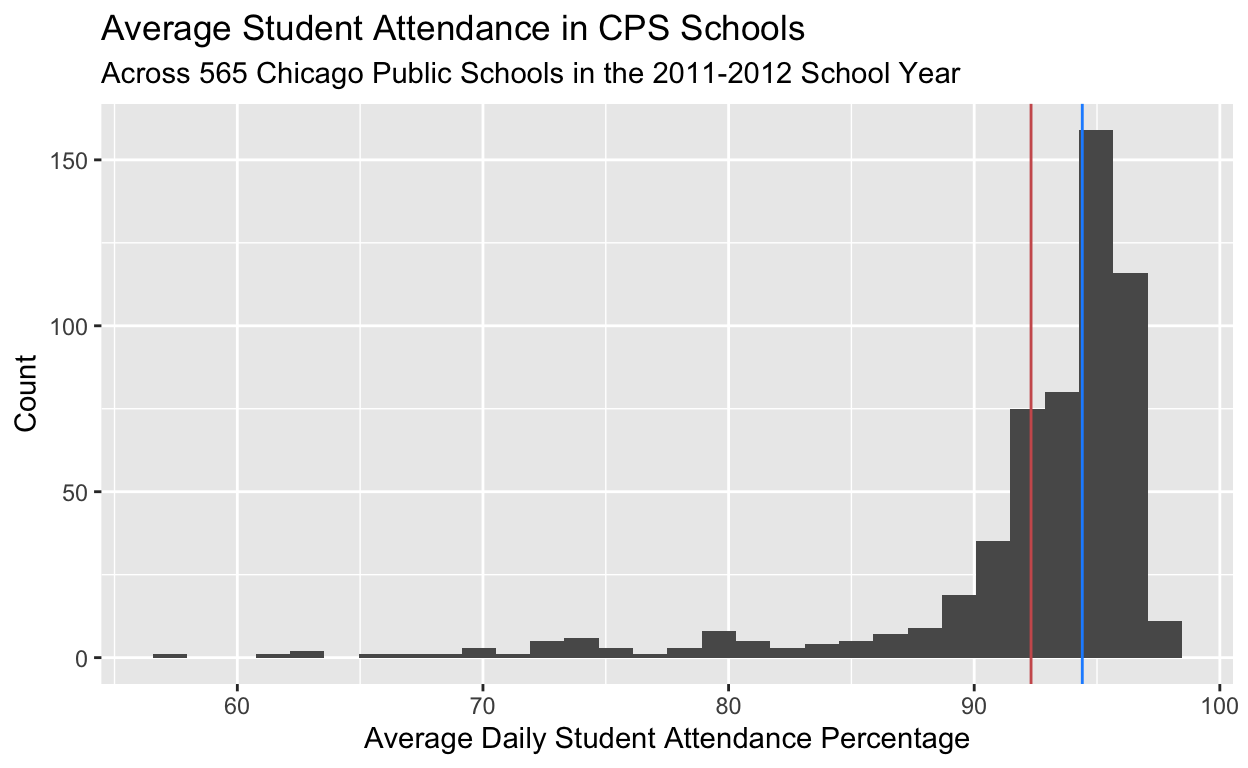 Average Student Attendance in CPS Schools
Across 565 Chicago Public Schools in the 2011-2012 School Year
150
100
50
0
Count
60 70 80 90 100
Average Daily Student Attendance Percentage